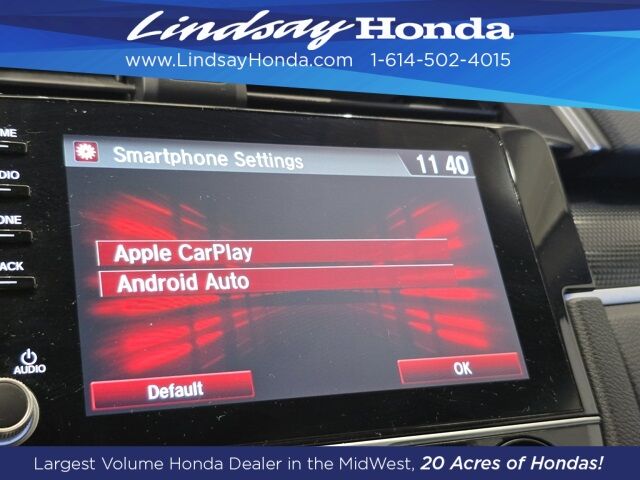 LINDSAY HONDA
www.LindsayHonda.com 1-614-502-4015
Smartphone Settings 11 40
Apple CarPlay
Android Auto
Default OK
AUDIO
Largest Volume Honda Dealer in the MidWest, 20 Acres of Hondas!